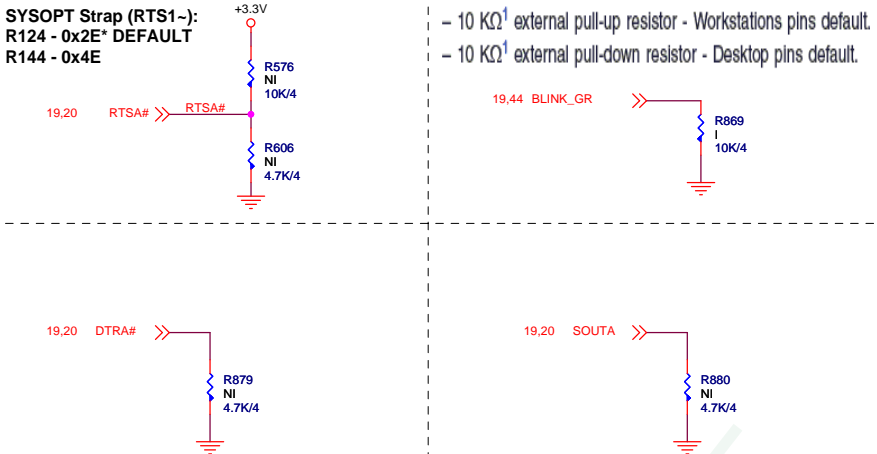 SYSOPT Strap (RTS1~):
R124 - 0x2E* DEFAULT
R144 - 0x4E
+3.3V
R576
NI
10K/4
19,20 RTSA# RTSA#
R606
NI
4.7K/4
– 10 KΩ¹ external pull-up resistor - Workstations pins default.
– 10 KΩ¹ external pull-down resistor - Desktop pins default.
19,44 BLINK_GR
R869
I
10K/4
19,20 DTRA#
R879
NI
4.7K/4
19,20 SOUTA
R880
NI
4.7K/4